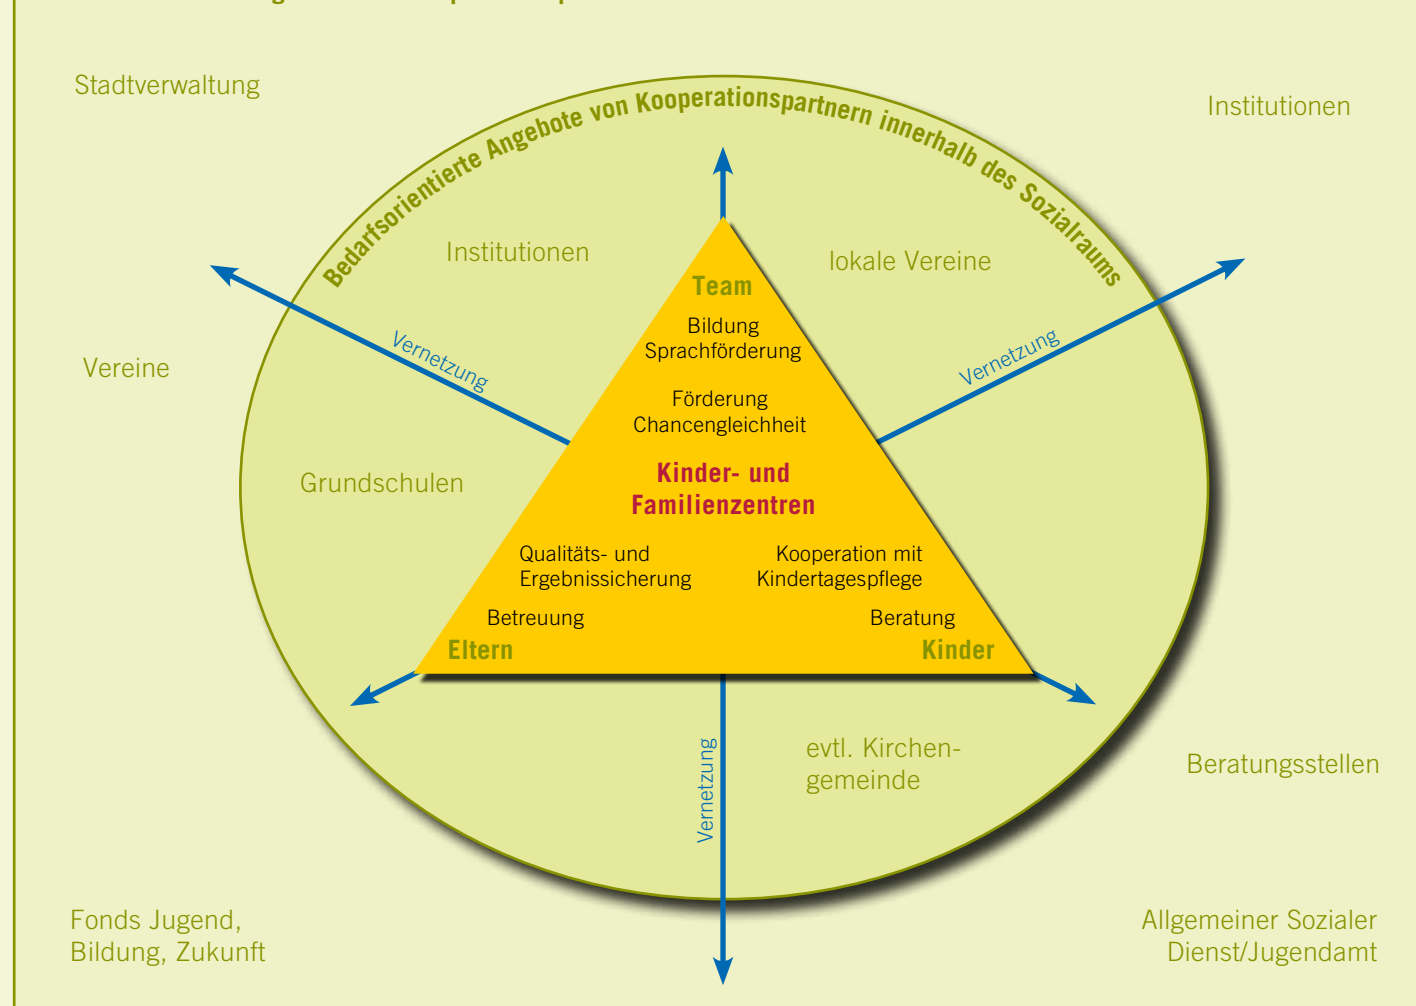 Stadtverwaltung
Institutionen
Bedarfsorientierte Angebote von Kooperationspartnern innerhalb des Sozialraums
Institutionen
lokale Vereine
Team
Bildung
Sprachförderung
Vernetzung
Vernetzung
Vereine
Förderung
Chancengleichheit
Grundschulen
Kinder- und
Familienzentren
Qualitäts- und
Ergebnissicherung
Kooperation mit
Kindertagespflege
Betreuung
Beratung
Eltern
Kinder
Vernetzung
evtl. Kirchen-
gemeinde
Beratungsstellen
Fonds Jugend,
Bildung, Zukunft
Allgemeiner Sozialer
Dienst/Jugendamt